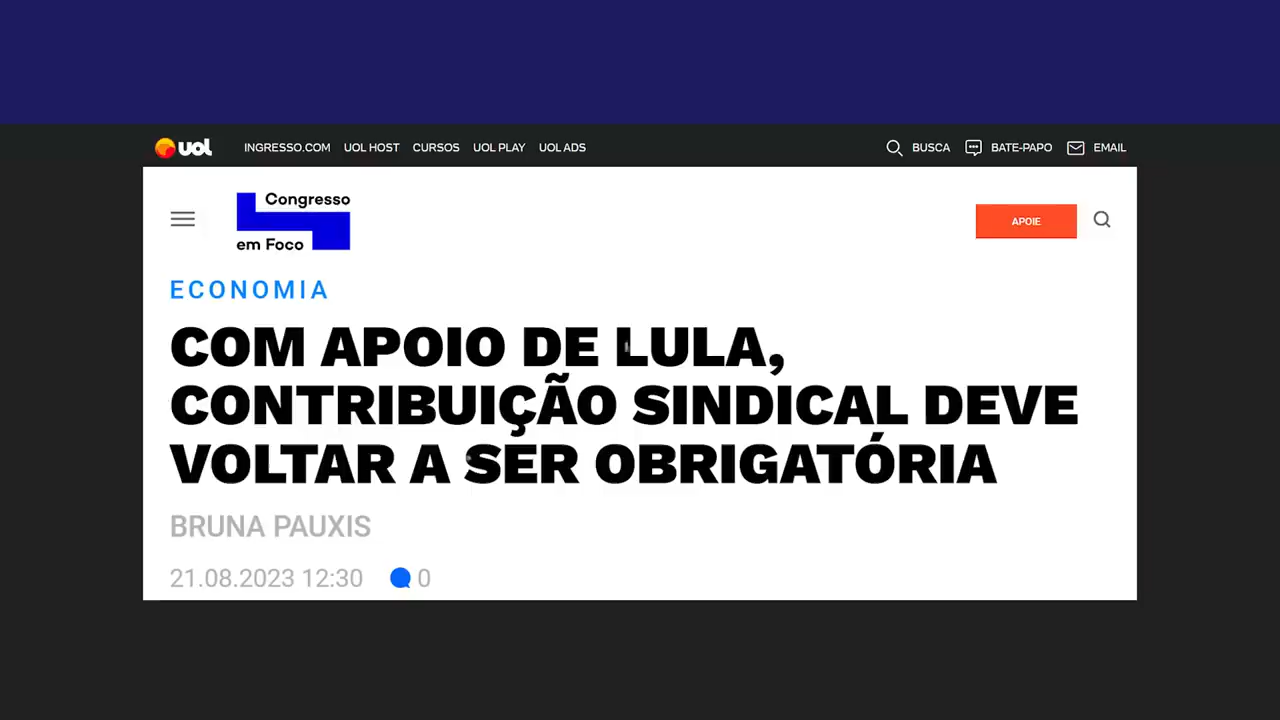 uol INGRESSO.COM UOL HOST CURSOS UOL PLAY UOL ADS BUSCA BATE-PAPO EMAIL
Congresso
em Foco
APOIE
ECONOMIA
COM APOIO DE LULA,
CONTRIBUIÇÃO SINDICAL DEVE
VOLTAR A SER OBRIGATÓRIA
BRUNA PAUXIS
21.08.2023 12:30 0